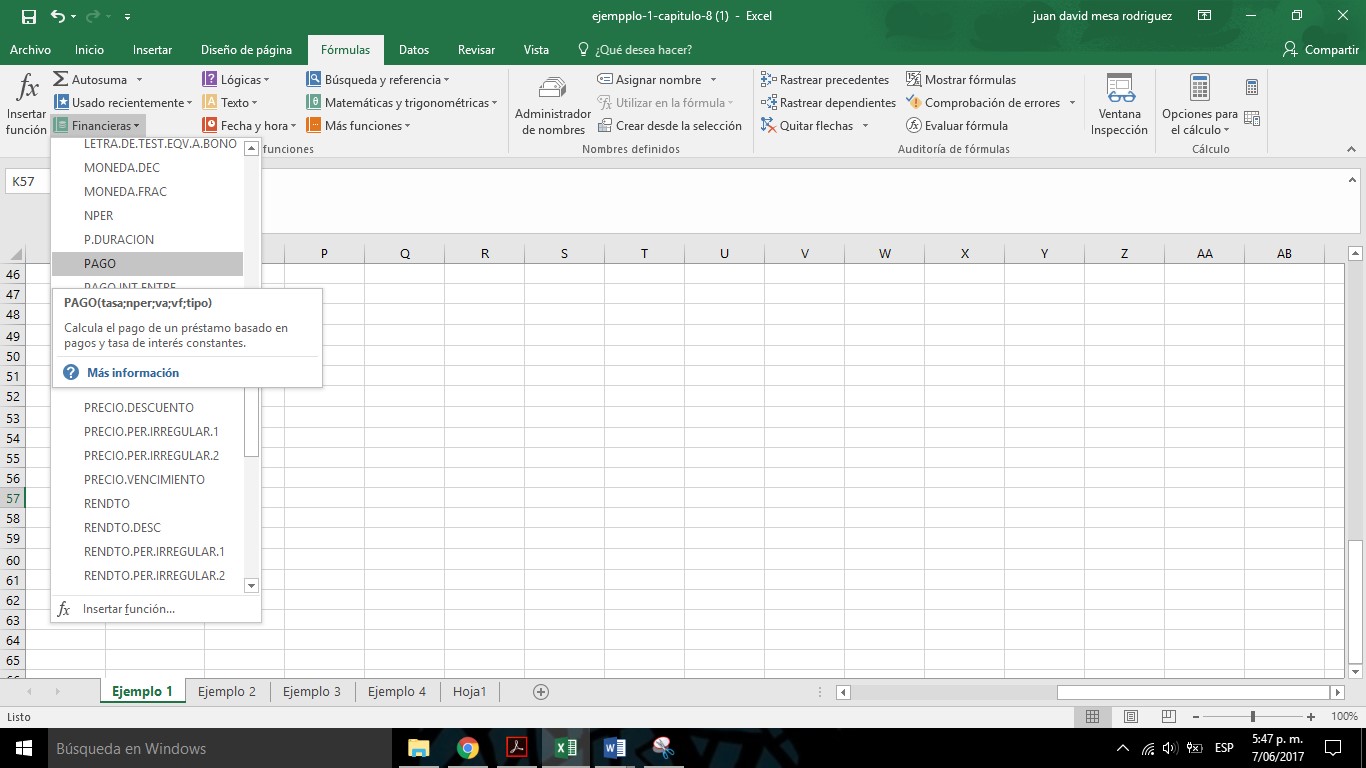 ejempplo-1-capitulo-8 (1) - Excel
juan david mesa rodriguez
Archivo Inicio Insertar Diseño de página Fórmulas Datos Revisar Vista ¿Qué desea hacer? Compartir
fx Insertar función
Autosuma
Usado recientemente
Financieras
Lógicas
Texto
Fecha y hora
Búsqueda y referencia
Matemáticas y trigonométricas
Más funciones
funciones
Administrador de nombres
Asignar nombre
Utilizar en la fórmula
Crear desde la selección
Nombres definidos
Rastrear precedentes
Rastrear dependientes
Quitar flechas
Mostrar fórmulas
Comprobación de errores
Evaluar fórmula
Auditoría de fórmulas
Ventana Inspección
Opciones para el cálculo
Cálculo
K57
LETRA.DE.TEST.EQV.A.BONO
MONEDA.DEC
MONEDA.FRAC
NPER
P.DURACION
PAGO
PAGO.INT.ENTRE
PAGO(tasa;nper;va;vf;tipo)
Calcula el pago de un préstamo basado en
pagos y tasa de interés constantes.
Más información
PRECIO.DESCUENTO
PRECIO.PER.IRREGULAR.1
PRECIO.PER.IRREGULAR.2
PRECIO.VENCIMIENTO
RENDTO
RENDTO.DESC
RENDTO.PER.IRREGULAR.1
RENDTO.PER.IRREGULAR.2
fx Insertar función...
P Q R S T U V W X Y Z AA AB
46
47
48
49
50
51
52
53
54
55
56
57
58
59
60
61
62
63
64
65
66
Ejemplo 1 Ejemplo 2 Ejemplo 3 Ejemplo 4 Hoja1
Listo
100%
Búsqueda en Windows
ESP
5:47 p. m.
7/06/2017